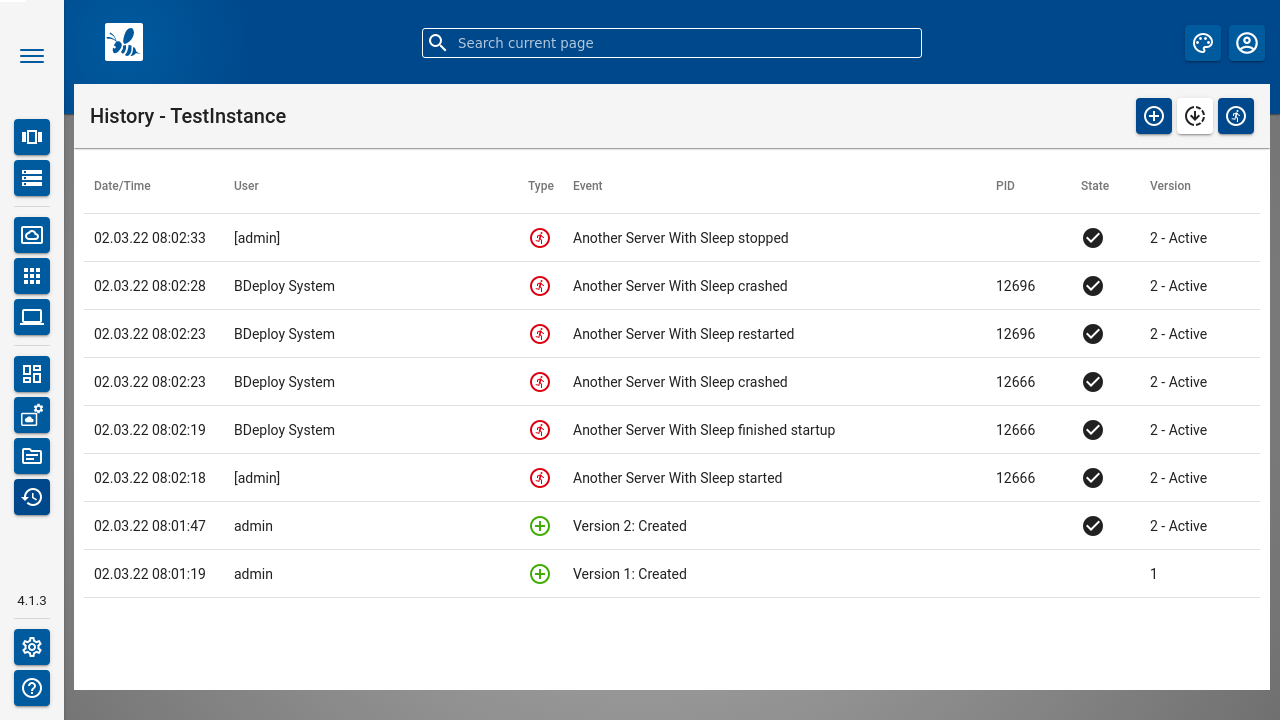 Search current page
History - TestInstance
Date/Time User Type Event PID State Version
02.03.22 08:02:33 [admin] Another Server With Sleep stopped 2 - Active
02.03.22 08:02:28 BDeploy System Another Server With Sleep crashed 12696 2 - Active
02.03.22 08:02:23 BDeploy System Another Server With Sleep restarted 12696 2 - Active
02.03.22 08:02:23 BDeploy System Another Server With Sleep crashed 12666 2 - Active
02.03.22 08:02:19 BDeploy System Another Server With Sleep finished startup 12666 2 - Active
02.03.22 08:02:18 [admin] Another Server With Sleep started 12666 2 - Active
02.03.22 08:01:47 admin Version 2: Created 2 - Active
02.03.22 08:01:19 admin Version 1: Created 1
4.1.3